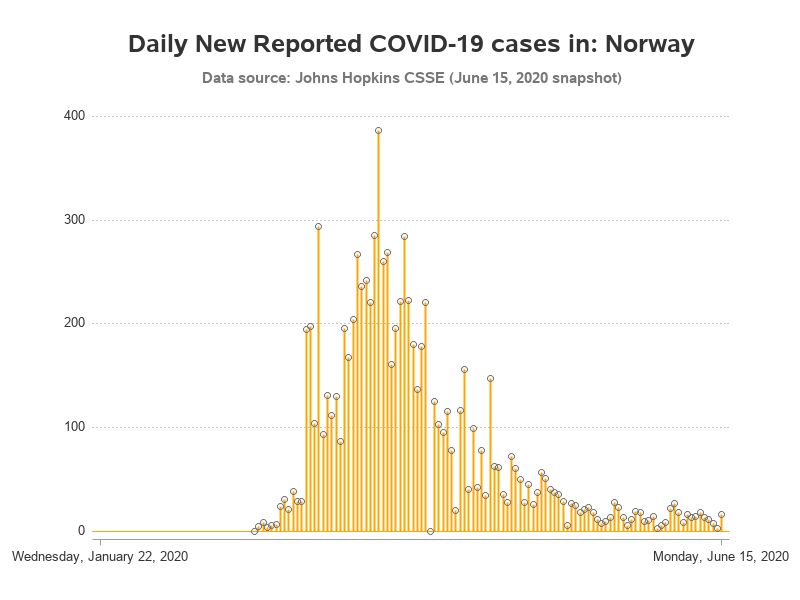 Daily New Reported COVID-19 cases in: Norway
Data source: Johns Hopkins CSSE (June 15, 2020 snapshot)
400
300
200
100
0
Wednesday, January 22, 2020
Monday, June 15, 2020